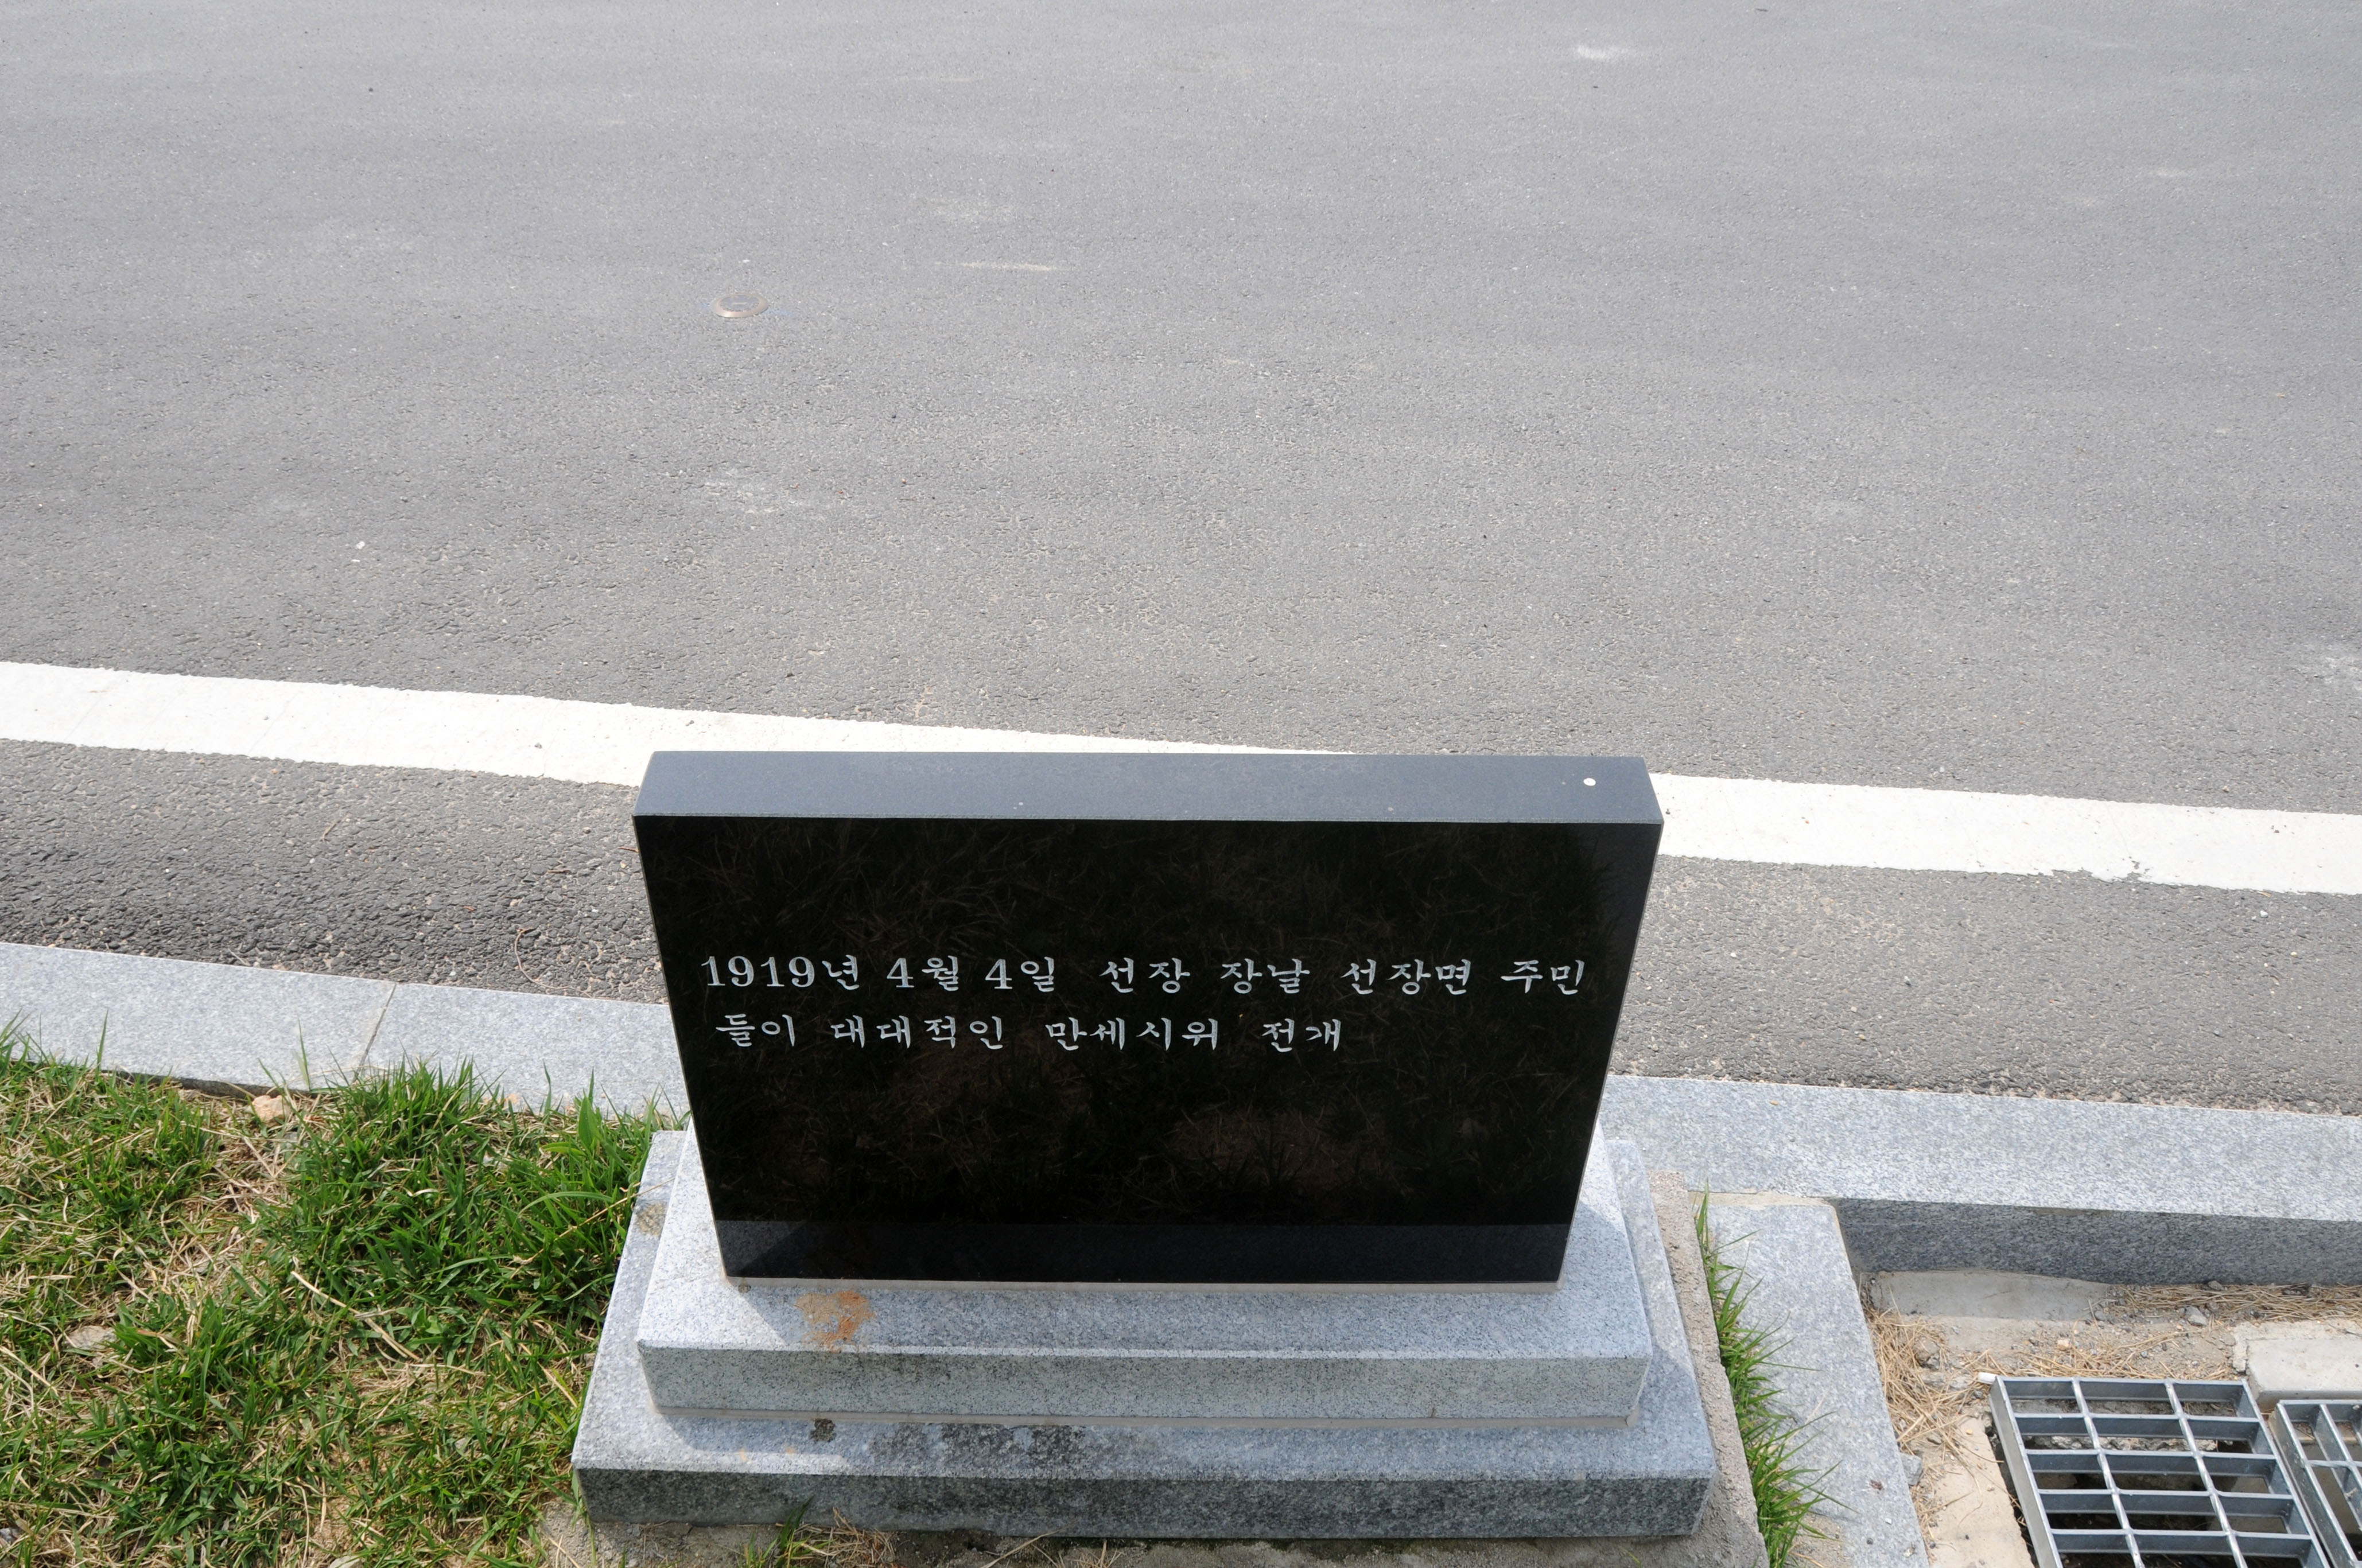 1919년 4월 4일 선장 장날 선장면 주민
들이 대대적인 만세시위 전개